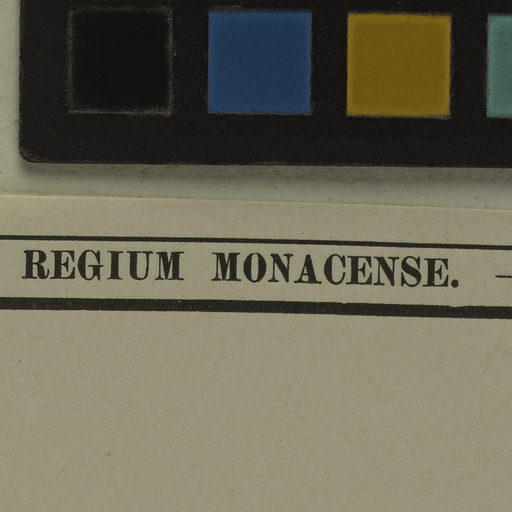 REGIUM MONACENSE. —